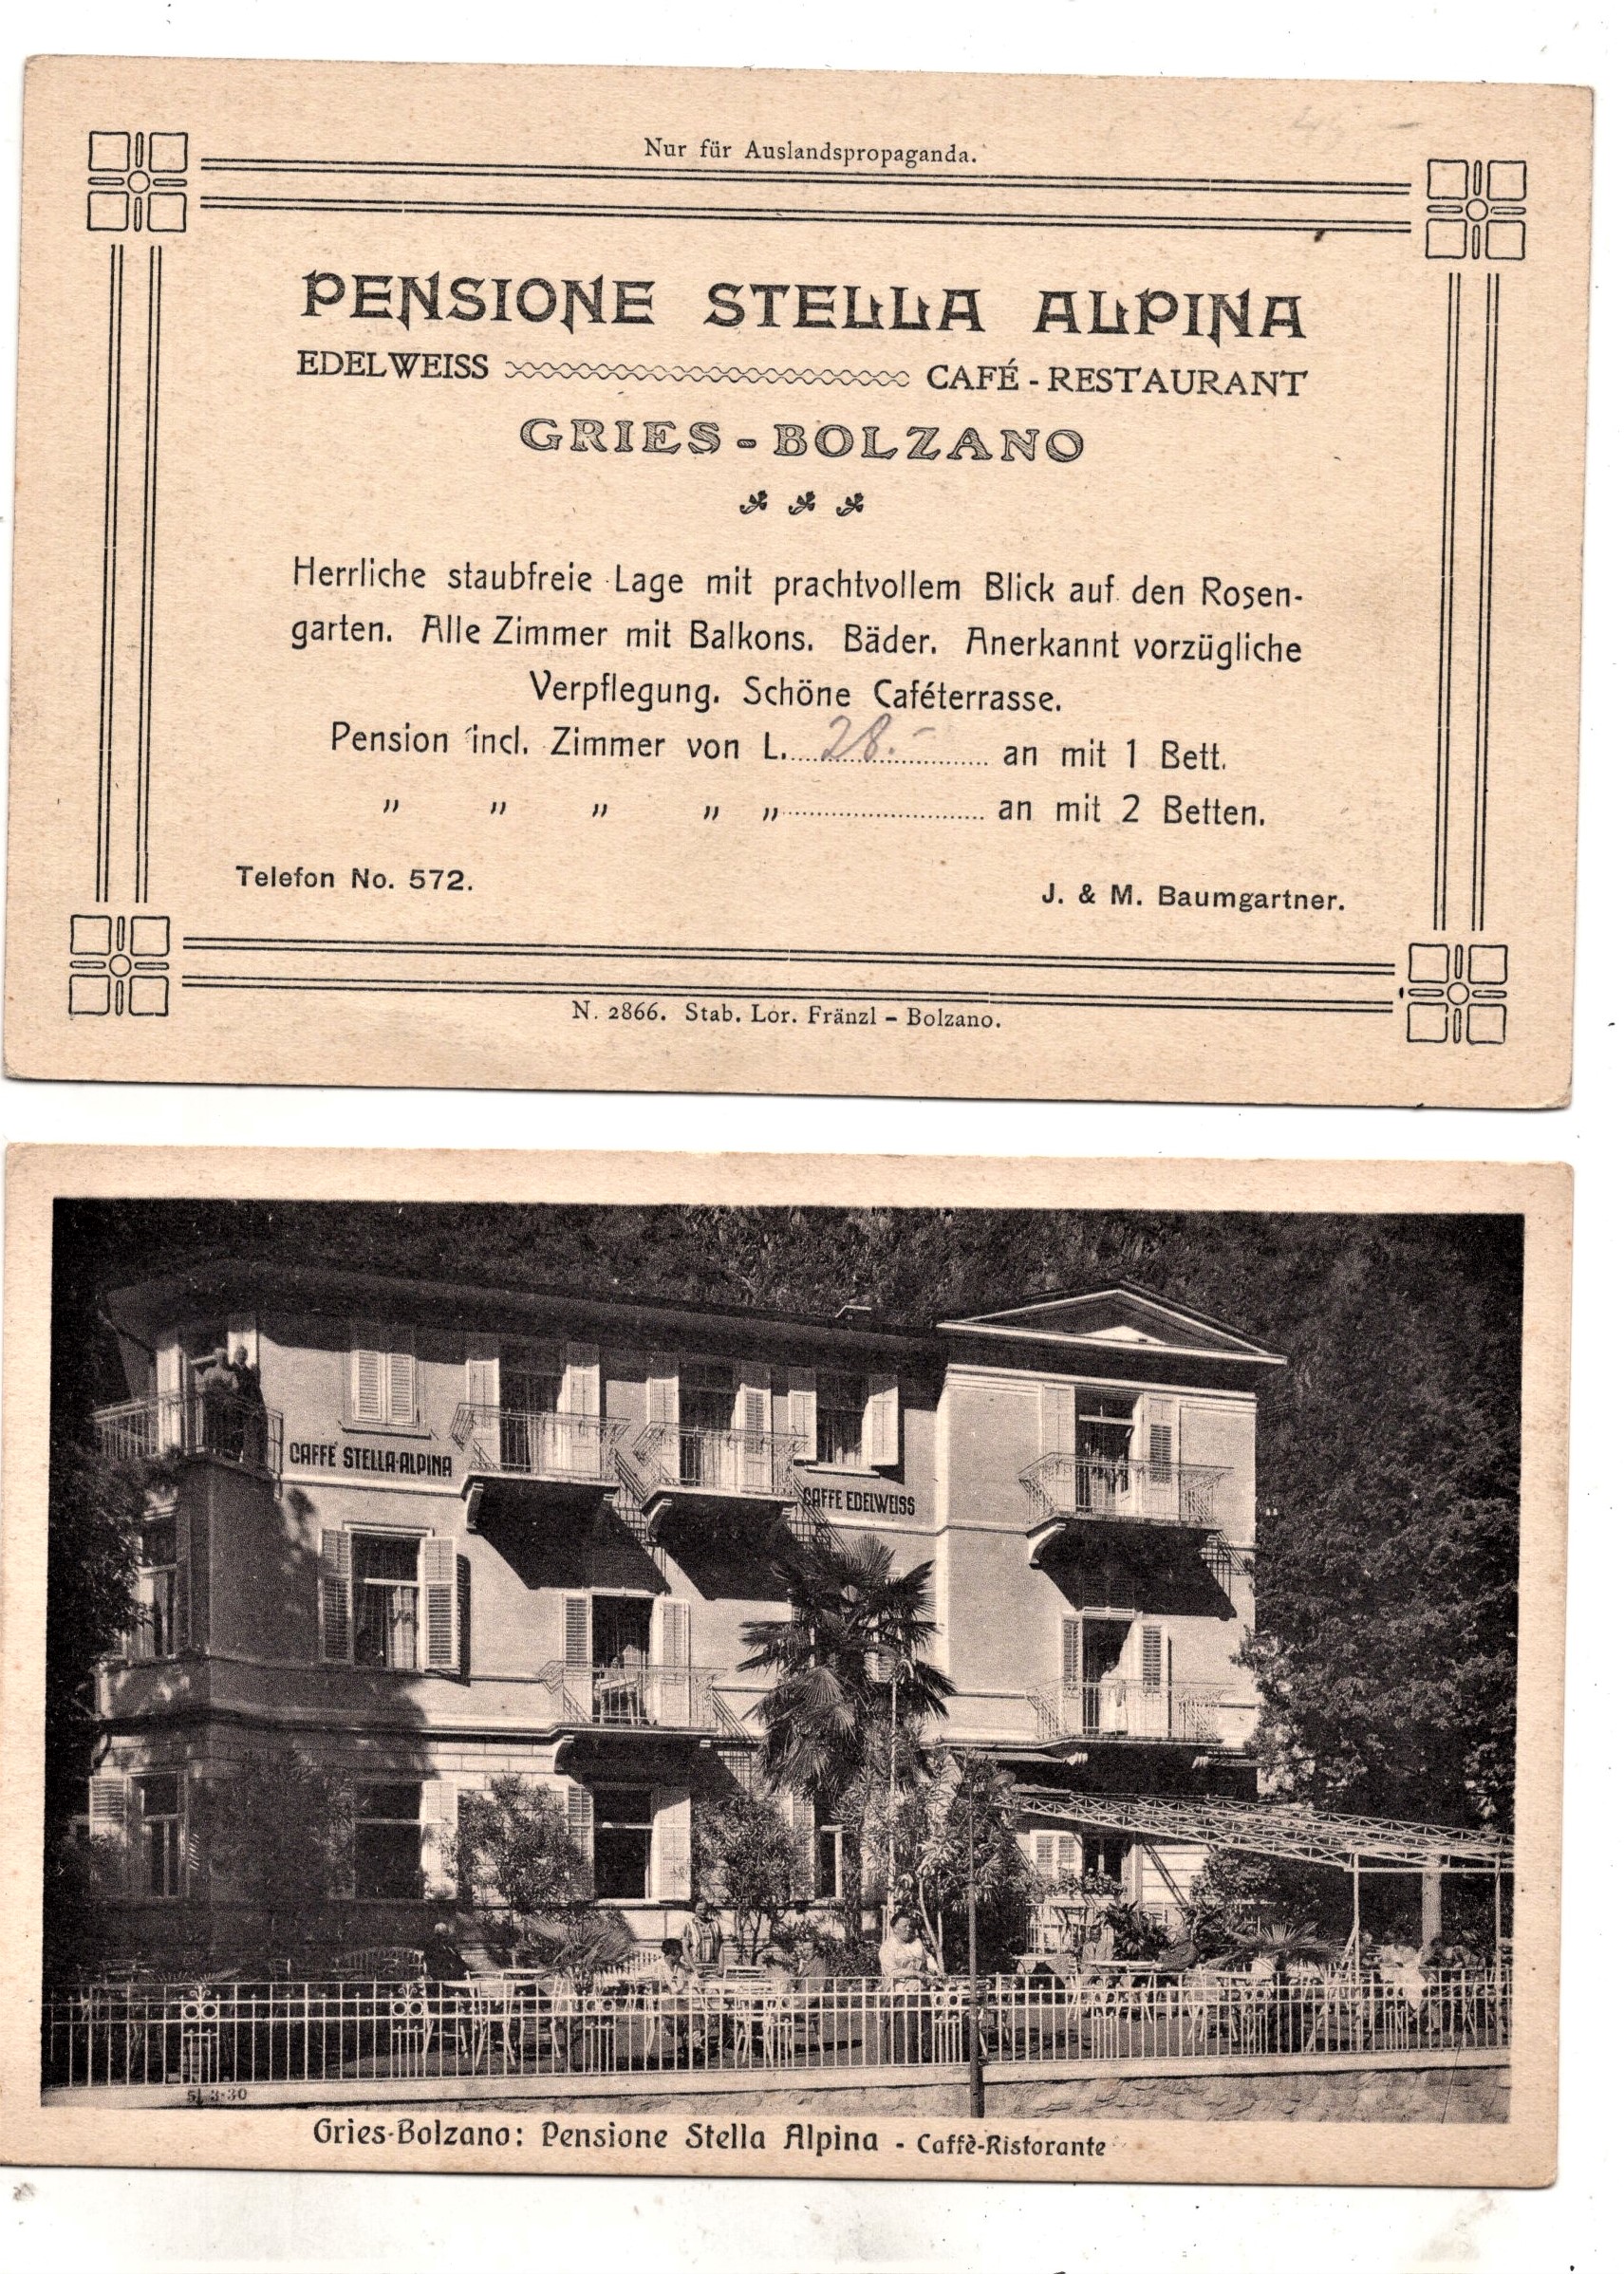 Nur für Auslandspropaganda.
PENSIONE STELLA ALPINA
EDELWEISS CAFÉ - RESTAURANT
GRIES - BOLZANO
Herrliche staubfreie Lage mit prachtvollem Blick auf den Rosen-
garten. Alle Zimmer mit Balkons. Bäder. Anerkannt vorzügliche
Verpflegung. Schöne Caféterrasse.
Pension incl. Zimmer von L. 28.- an mit 1 Bett.
" " " " " an mit 2 Betten.
Telefon No. 572.
J. & M. Baumgartner.
N. 2866. Stab. Lor. Fränzl - Bolzano.
CAFFÉ STELLA-ALPINA
CAFFE EDELWEISS
51 3-30
Gries-Bolzano: Pensione Stella Alpina - Caffè-Ristorante